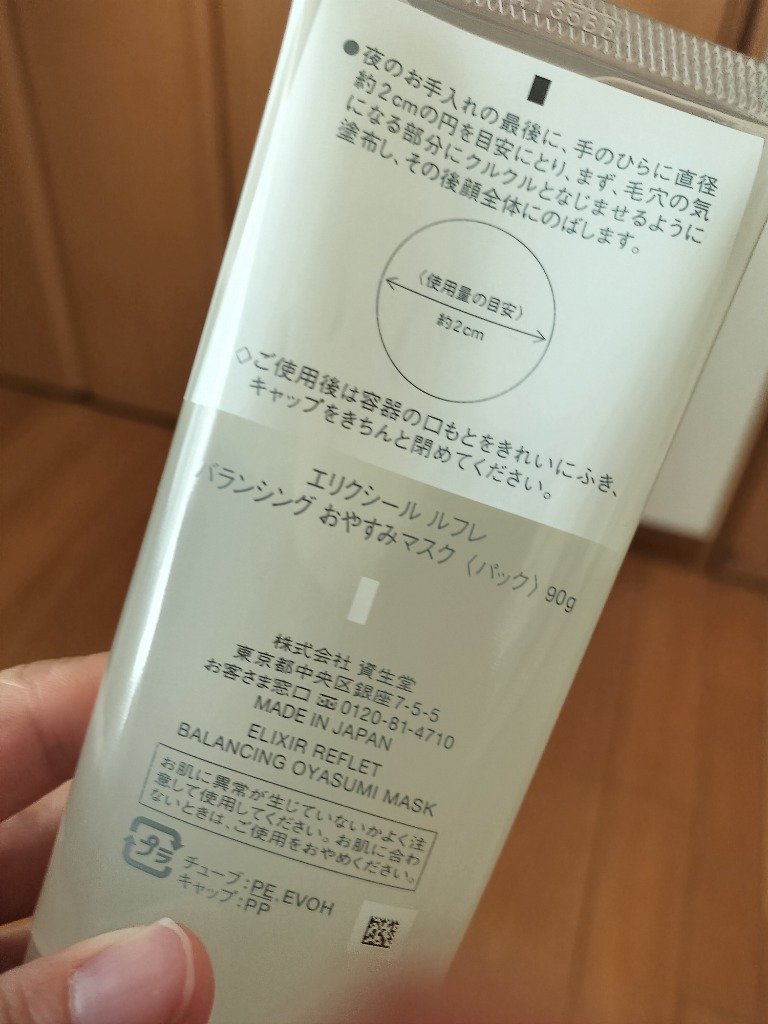 ●夜のお手入れの最後に、手のひらに直径
約2cmの円を目安にとり、まず、毛穴の気
になる部分にクルクルとなじませるように
塗布し、その後顔全体にのばします。
〈使用量の目安〉
約2cm
◇ご使用後は容器の口もとをきれいにふき、
キャップをきちんと閉めてください。
エリクシール ルフレ
バランシング おやすみマスク〈パック〉90g
株式会社 資生堂
東京都中央区銀座7-5-5
お客さま窓口 0120-81-4710
MADE IN JAPAN
ELIXIR REFLET
BALANCING OYASUMI MASK
お肌に異常が生じていないかよく注
意して使用してください。お肌に合わ
ないときは、ご使用をおやめください。
プラ
チューブ:PE,EVOH
キャップ:PP